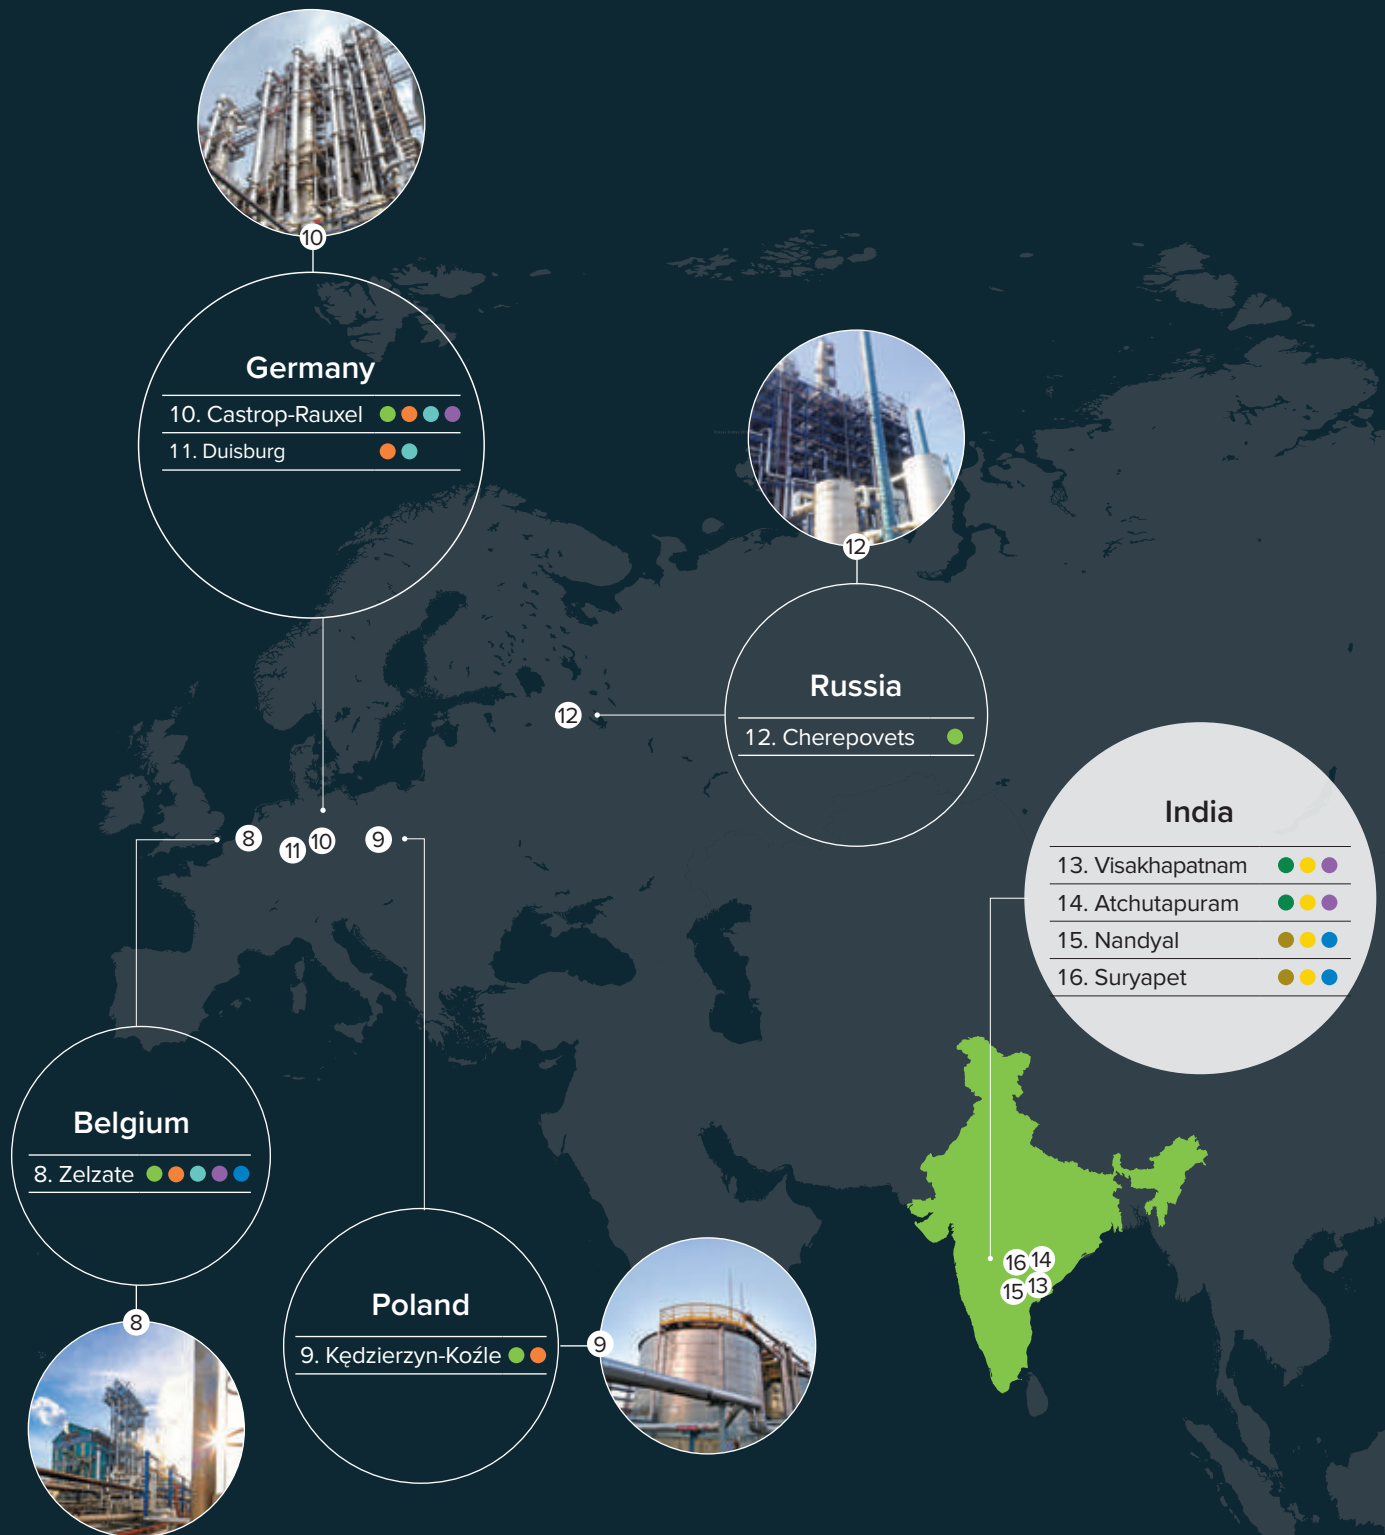 10
Germany
10. Castrop-Rauxel
11. Duisburg
12
Russia
12. Cherepovets
12
India
13. Visakhapatnam
14. Atchutapuram
15. Nandyal
16. Suryapet
8
11
10
9
Belgium
8. Zelzate
8
Poland
9. Kędzierzyn-Koźle
9
16
14
15
13